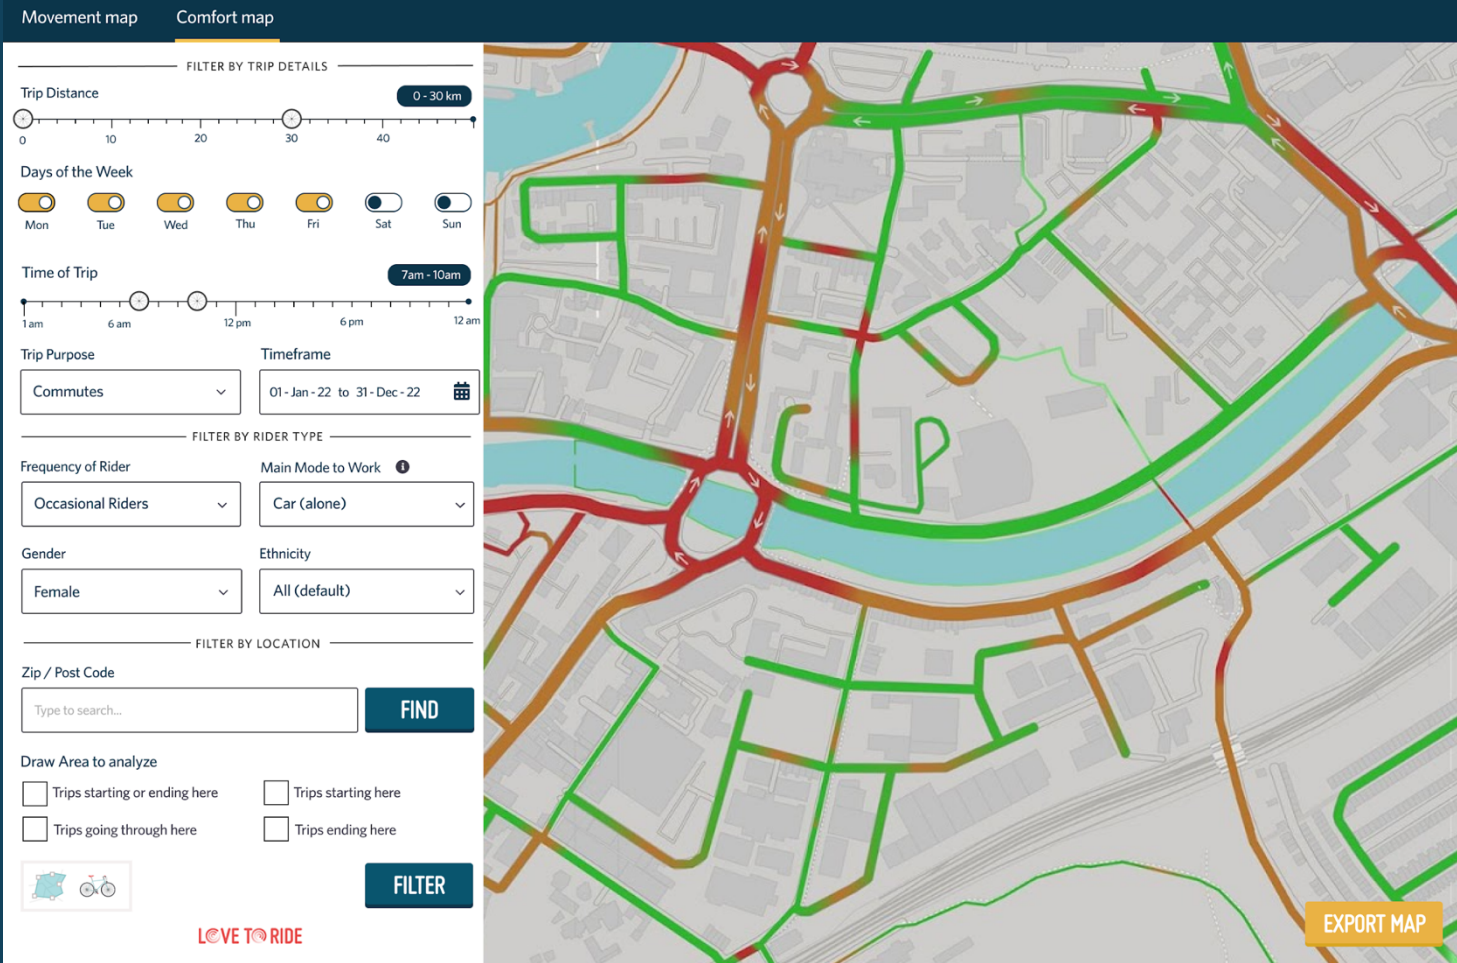 Movement map Comfort map
FILTER BY TRIP DETAILS
Trip Distance 0 - 30 km
0 10 20 30 40
Days of the Week
Mon Tue Wed Thu Fri Sat Sun
Time of Trip 7am - 10am
1 am 6 am 12 pm 6 pm 12 am
Trip Purpose Timeframe
Commutes 01 - Jan - 22 to 31 - Dec - 22
FILTER BY RIDER TYPE
Frequency of Rider Main Mode to Work i
Occasional Riders Car (alone)
Gender Ethnicity
Female All (default)
FILTER BY LOCATION
Zip / Post Code
Type to search... FIND
Draw Area to analyze
Trips starting or ending here Trips starting here
Trips going through here Trips ending here
FILTER
LOVE TO RIDE
EXPORT MAP